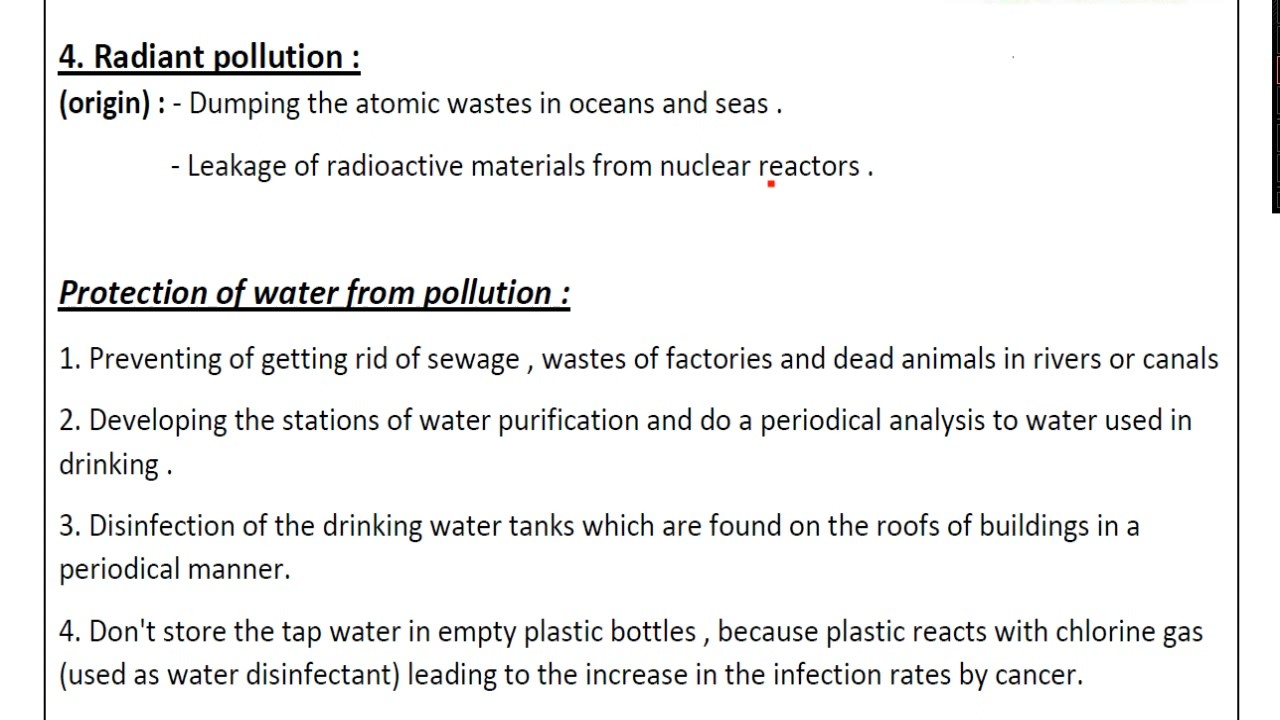 4. Radiant pollution :
(origin) : - Dumping the atomic wastes in oceans and seas .
- Leakage of radioactive materials from nuclear reactors .
Protection of water from pollution :
1. Preventing of getting rid of sewage , wastes of factories and dead animals in rivers or canals
2. Developing the stations of water purification and do a periodical analysis to water used in
drinking .
3. Disinfection of the drinking water tanks which are found on the roofs of buildings in a
periodical manner.
4. Don't store the tap water in empty plastic bottles , because plastic reacts with chlorine gas
(used as water disinfectant) leading to the increase in the infection rates by cancer.